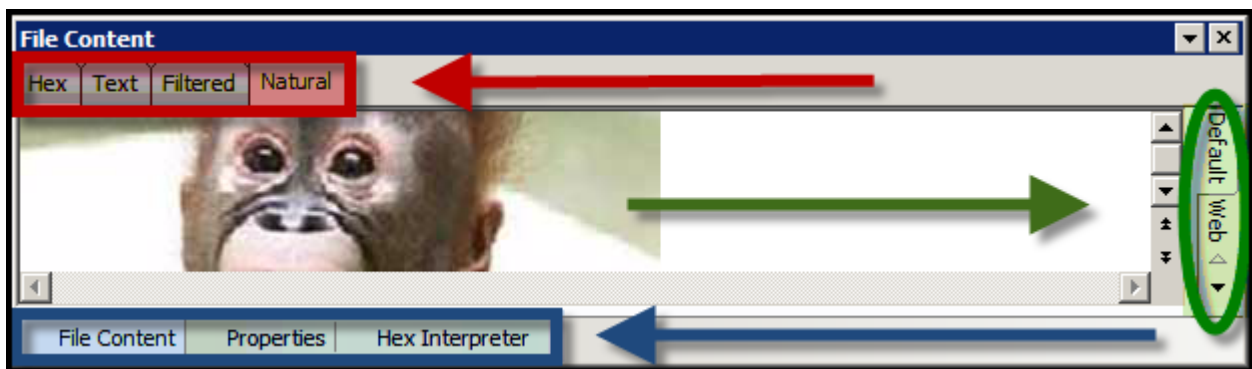 File Content
Hex Text Filtered Natural
Default
Web
File Content Properties Hex Interpreter